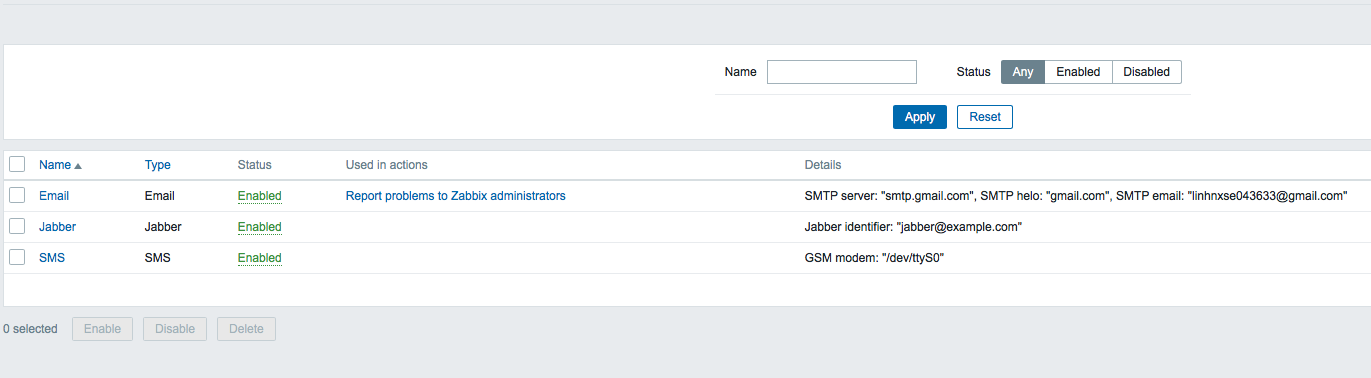 Name Status Any Enabled Disabled
Apply Reset
Name Type Status Used in actions Details
Email Email Enabled Report problems to Zabbix administrators SMTP server: "smtp.gmail.com", SMTP helo: "gmail.com", SMTP email: "linhnxse043633@gmail.com"
Jabber Jabber Enabled Jabber identifier: "jabber@example.com"
SMS SMS Enabled GSM modem: "/dev/ttyS0"
0 selected Enable Disable Delete